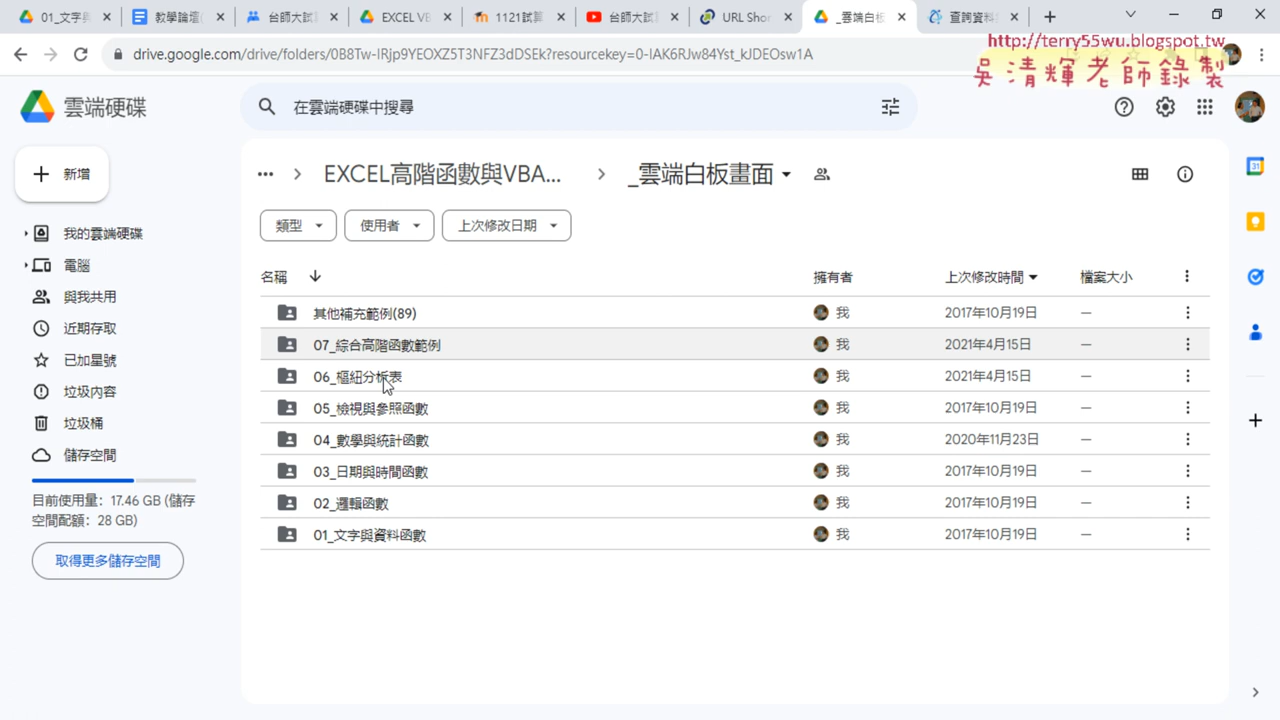 01_文字與
教學論壇(
台師大試算
EXCEL VB
1121試算
台師大試算
URL Shor
_雲端白板
查詢資料
drive.google.com/drive/folders/0B8Tw-IRjp9YEOXZ5T3NFZ3dDSEk?resourcekey=0-IAK6RJw84Yst_kJDEOsw1A
http://terry55wu.blogspot.tw
吳清輝老師錄製
雲端硬碟
在雲端硬碟中搜尋
新增
我的雲端硬碟
電腦
與我共用
近期存取
已加星號
垃圾內容
垃圾桶
儲存空間
目前使用量：17.46 GB (儲存
空間配額：28 GB)
取得更多儲存空間
EXCEL高階函數與VBA... _雲端白板畫面
類型 使用者 上次修改日期
名稱 擁有者 上次修改時間 檔案大小
其他補充範例(89) 我 2017年10月19日 —
07_綜合高階函數範例 我 2021年4月15日 —
06_樞紐分析表 我 2021年4月15日 —
05_檢視與參照函數 我 2017年10月19日 —
04_數學與統計函數 我 2020年11月23日 —
03_日期與時間函數 我 2017年10月19日 —
02_邏輯函數 我 2017年10月19日 —
01_文字與資料函數 我 2017年10月19日 —
31